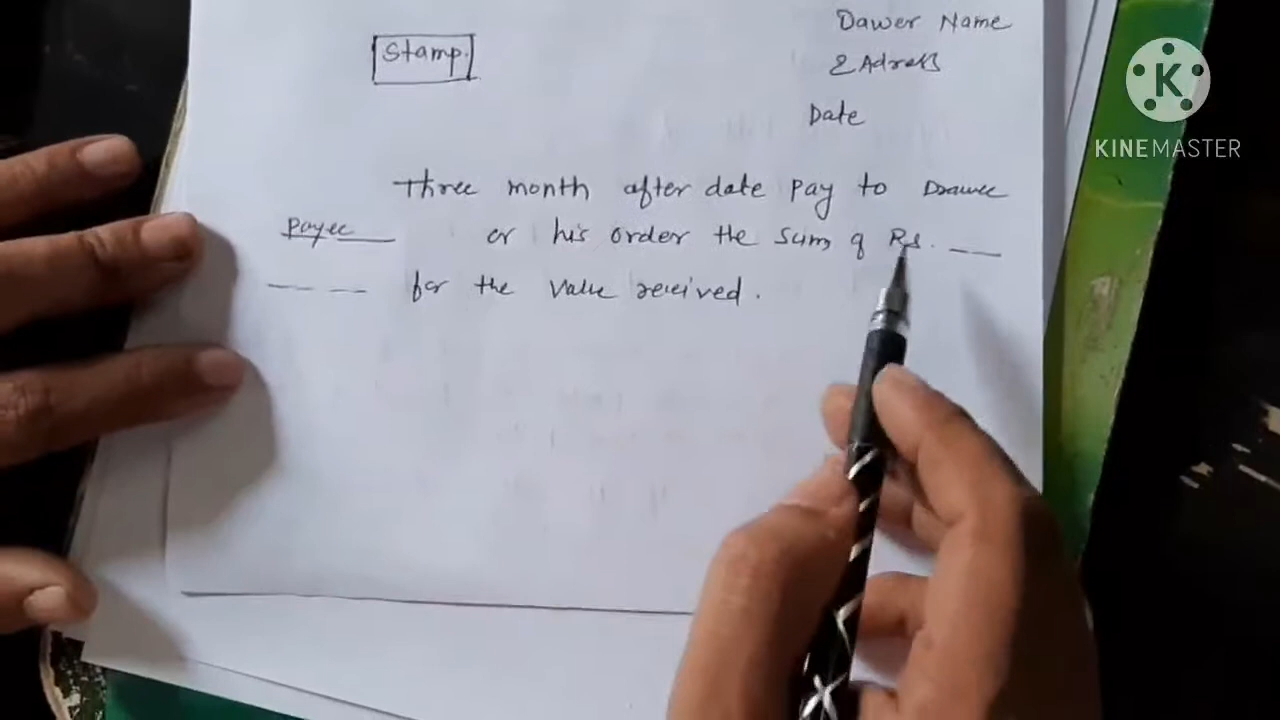 Dawer Name
Stamp.
& Adress
Date
Three month after date pay to Drawee
Payee or his order the sum of Rs. __
_ _ _ for the value received.
K
KINEMASTER